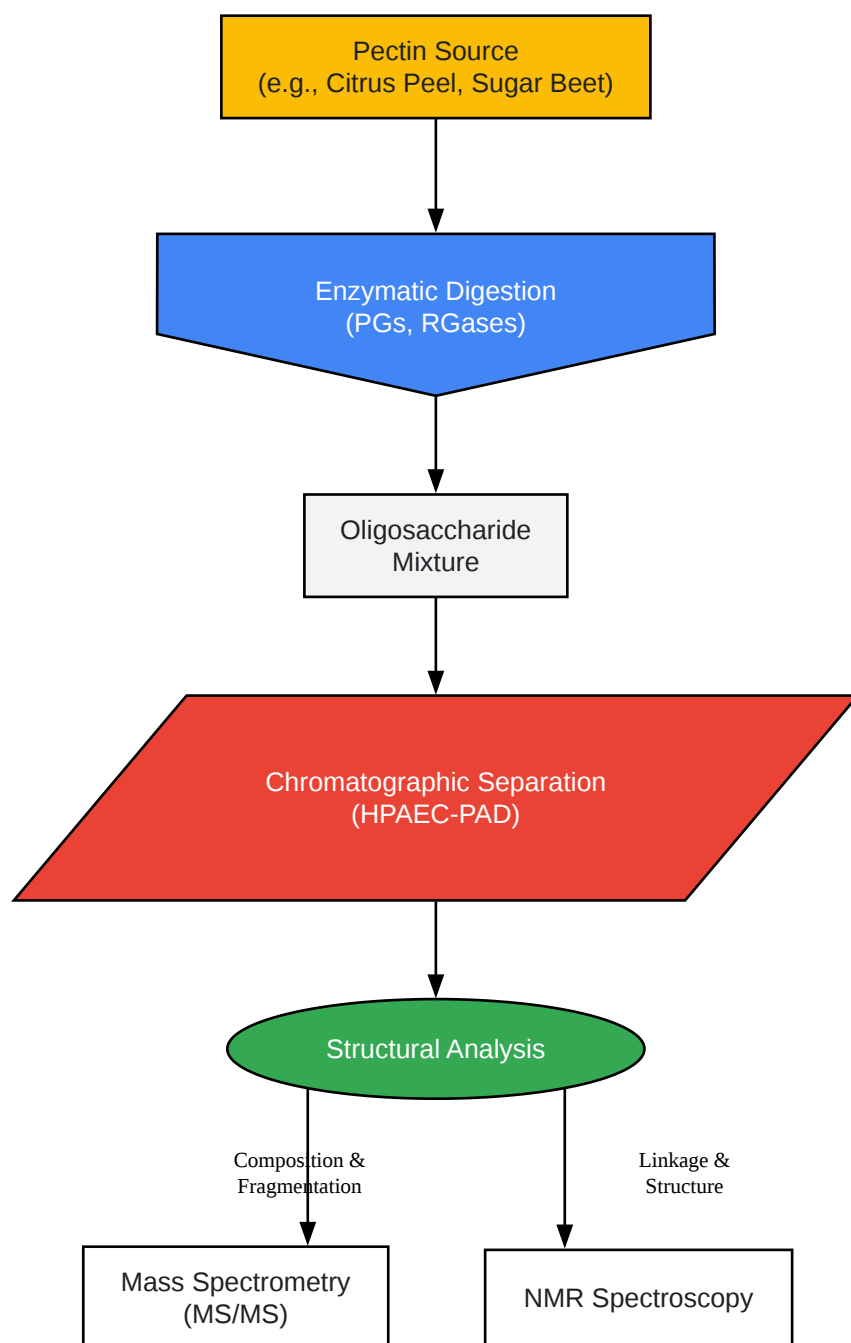 Pectin Source
(e.g., Citrus Peel, Sugar Beet)
Enzymatic Digestion
(PGs, RGases)
Oligosaccharide
Mixture
Chromatographic Separation
(HPAEC-PAD)
Structural Analysis
Composition &
Fragmentation
Linkage &
Structure
Mass Spectrometry
(MS/MS)
NMR Spectroscopy